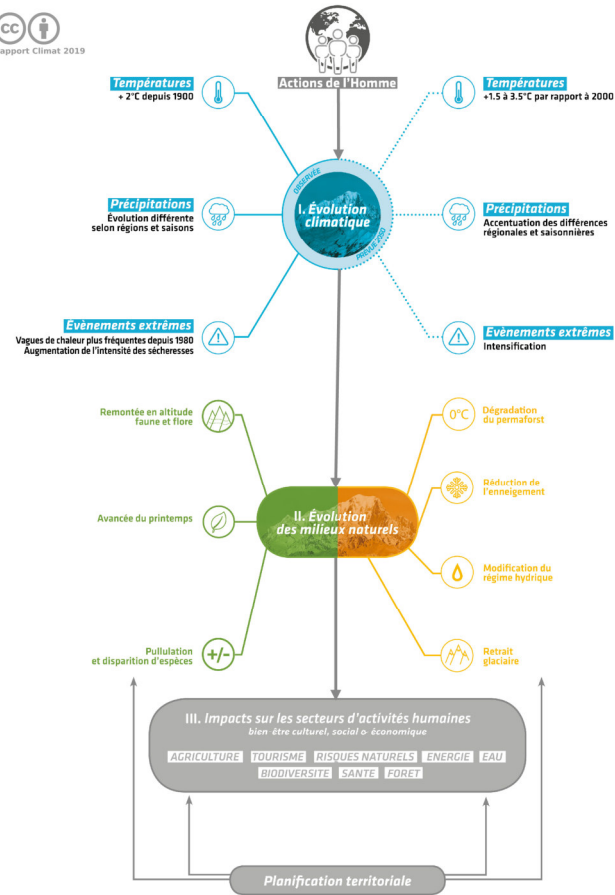 cc
apport Climat 2019
Actions de l'Homme
Températures
+ 2°C depuis 1900
Températures
+1.5 à 3.5°C par rapport à 2000
OBSERVÉE
I. Évolution
climatique
PRÉVUE 2050
Précipitations
Évolution différente
selon régions et saisons
Précipitations
Accentuation des différences
régionales et saisonnières
Evènements extrêmes
Vagues de chaleur plus fréquentes depuis 1980
Augmentation de l'intensité des sécheresses
Evènements extrêmes
Intensification
Remontée en altitude
faune et flore
0°C
Dégradation
du permaforst
Réduction de
l'enneigement
II. Évolution
des milieux naturels
Avancée du printemps
Modification du
régime hydrique
Pullulation
et disparition d'espèces
+/-
Retrait
glaciaire
III. Impacts sur les secteurs d'activités humaines
bien être culturel, social o économique
AGRICULTURE TOURISME RISQUES NATURELS ENERGIE EAU
BIODIVERSITE SANTE FORET
Planification territoriale